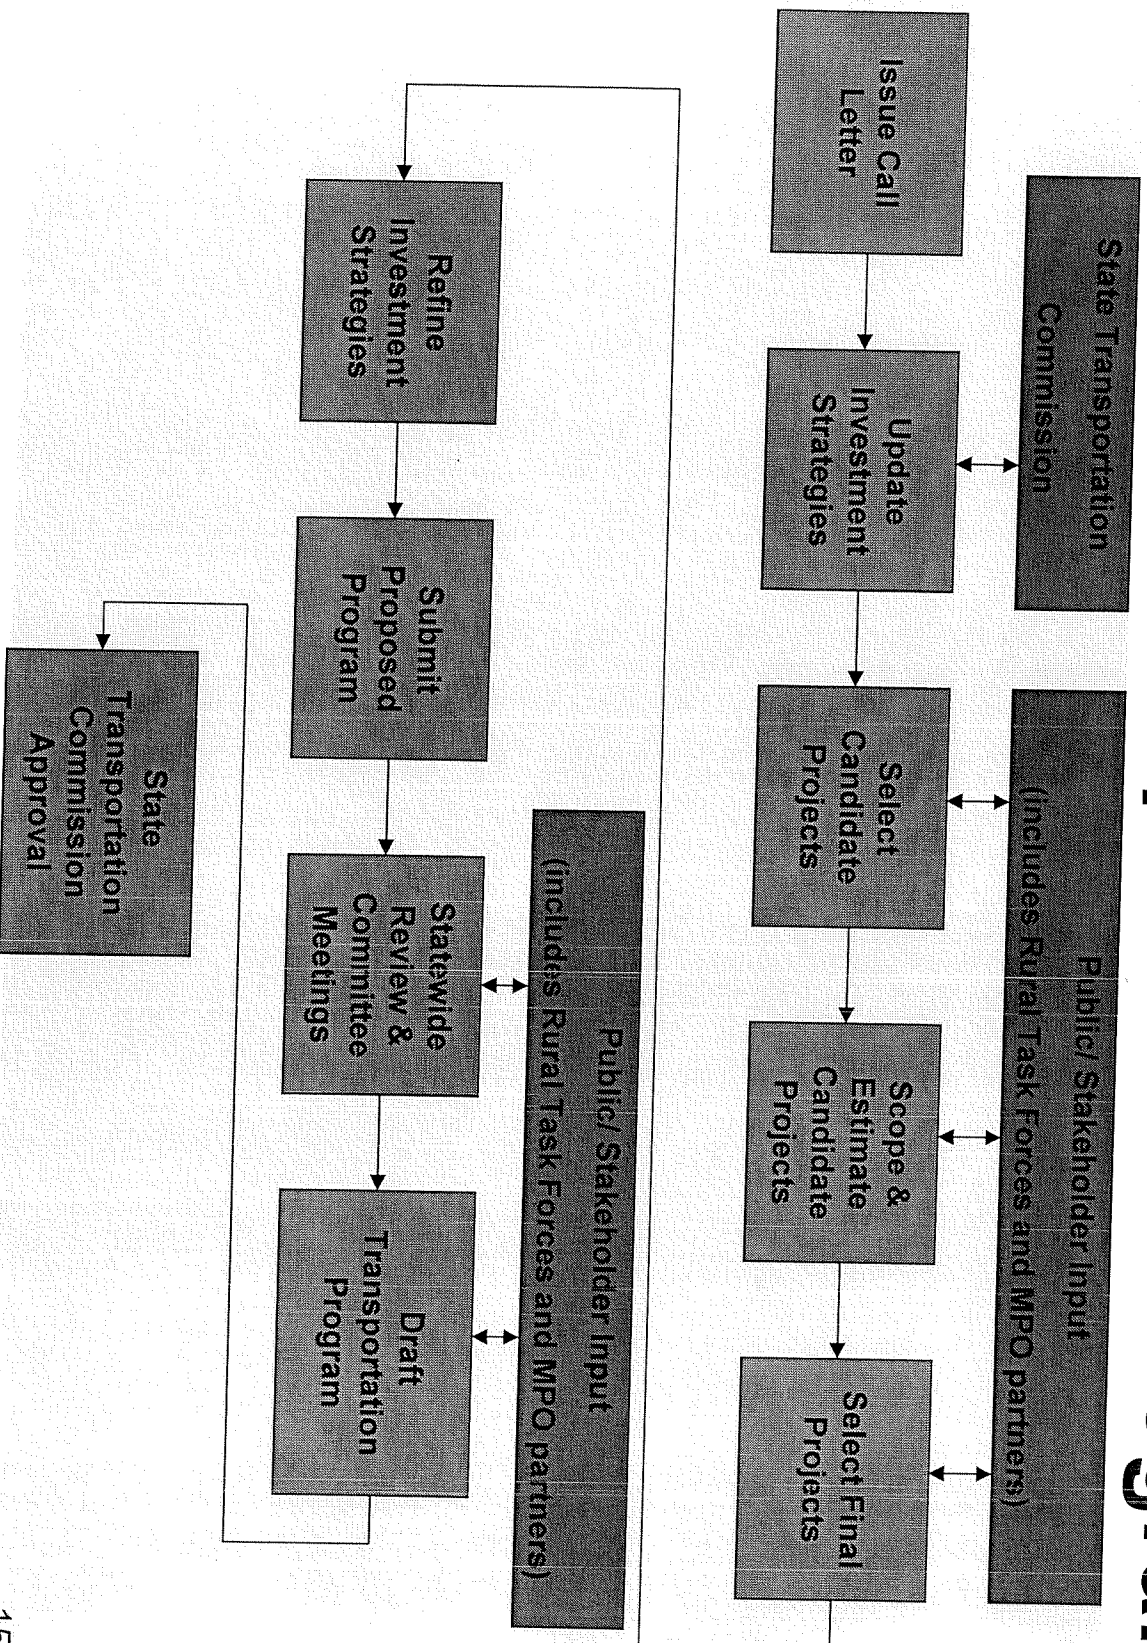 State Transportation
Commission
Public/ Stakeholder Input
(includes Rural Task Forces and MPO partners)
Issue Call
Letter
Update
Investment
Strategies
Select
Candidate
Projects
Scope &
Estimate
Candidate
Projects
Select Final
Projects
Public/ Stakeholder Input
(includes Rural Task Forces and MPO partners)
Refine
Investment
Strategies
Submit
Proposed
Program
Statewide
Review &
Committee
Meetings
Draft
Transportation
Program
State
Transportation
Commission
Approval
15